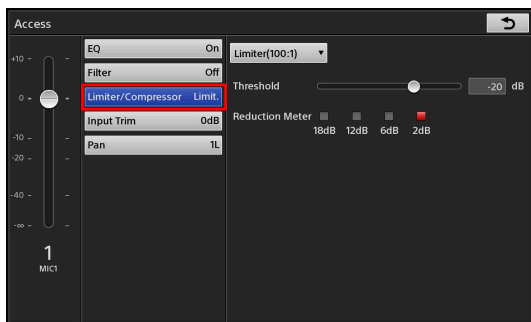 Access
+10 -
0 -
-10 -
-20 -
-40 -
-∞ -
1
MIC1
EQ On
Filter Off
Limiter/Compressor Limit.
Input Trim 0dB
Pan 1L
Limiter(100:1)
Threshold -20 dB
Reduction Meter
18dB 12dB 6dB 2dB